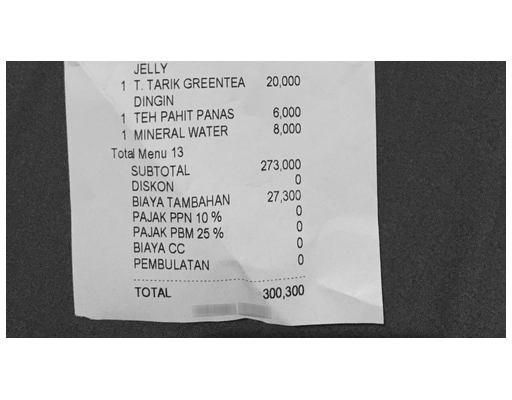 JELLY
1 T. TARIK GREENTEA 20,000
DINGIN
1 TEH PAHIT PANAS 6,000
1 MINERAL WATER 8,000
Total Menu 13
SUBTOTAL 273,000
DISKON 0
BIAYA TAMBAHAN 27,300
PAJAK PPN 10 % 0
PAJAK PBM 25 % 0
BIAYA CC 0
PEMBULATAN 0
TOTAL 300,300